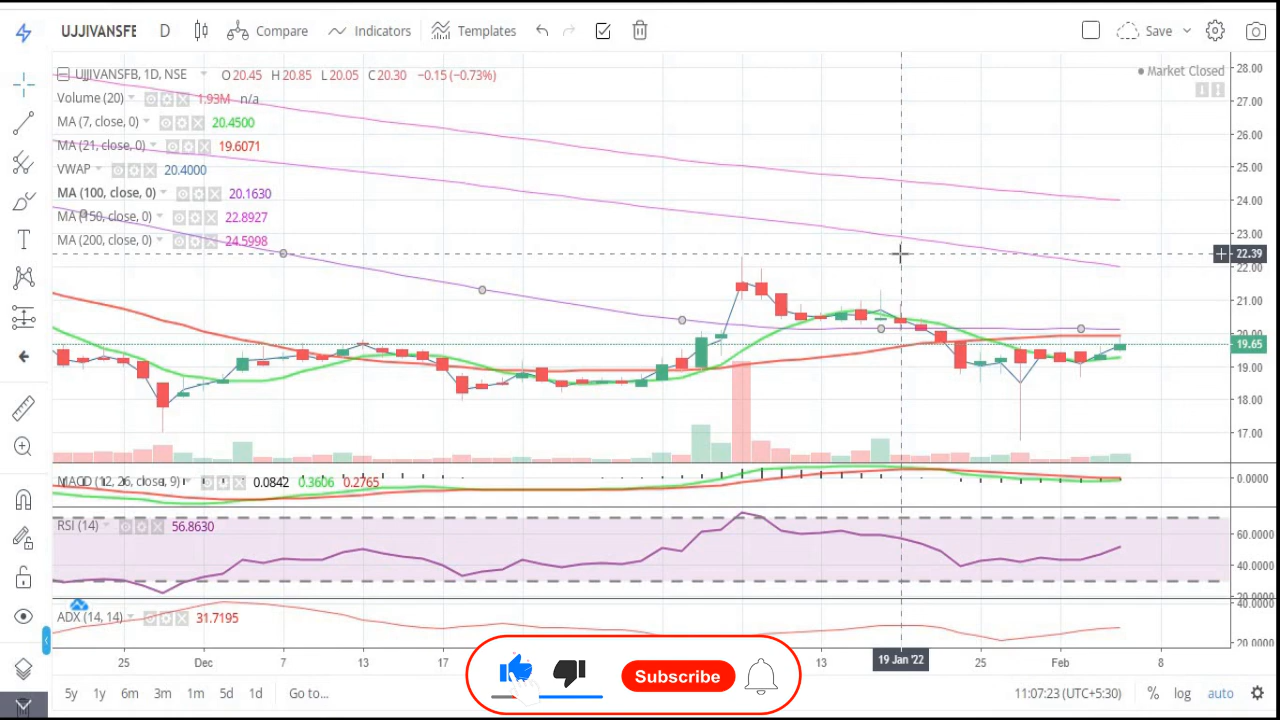 UJJIVANSFE D Compare Indicators Templates Save
UJJIVANSFB, 1D, NSE O20.45 H20.85 L20.05 C20.30 −0.15 (−0.73%)
Market Closed
Volume (20) 1.93M n/a
MA (7, close, 0) 20.4500
MA (21, close, 0) 19.6071
VWAP 20.4000
MA (100, close, 0) 20.1630
MA (150, close, 0) 22.8927
MA (200, close, 0) 24.5998
28.00
27.00
26.00
25.00
24.00
23.00
22.39
22.00
21.00
20.00
19.65
19.00
18.00
17.00
MACD (12, 26, close, 9) 0.0842 0.3606 0.2765
0.0000
RSI (14) 56.8630
60.0000
40.0000
20.0000
ADX (14, 14) 31.7195
40.0000
20.0000
25 Dec 7 13 17 13 19 Jan '22 25 Feb 8
Subscribe
5y 1y 6m 3m 1m 5d 1d Go to...
11:07:23 (UTC+5:30) % log auto